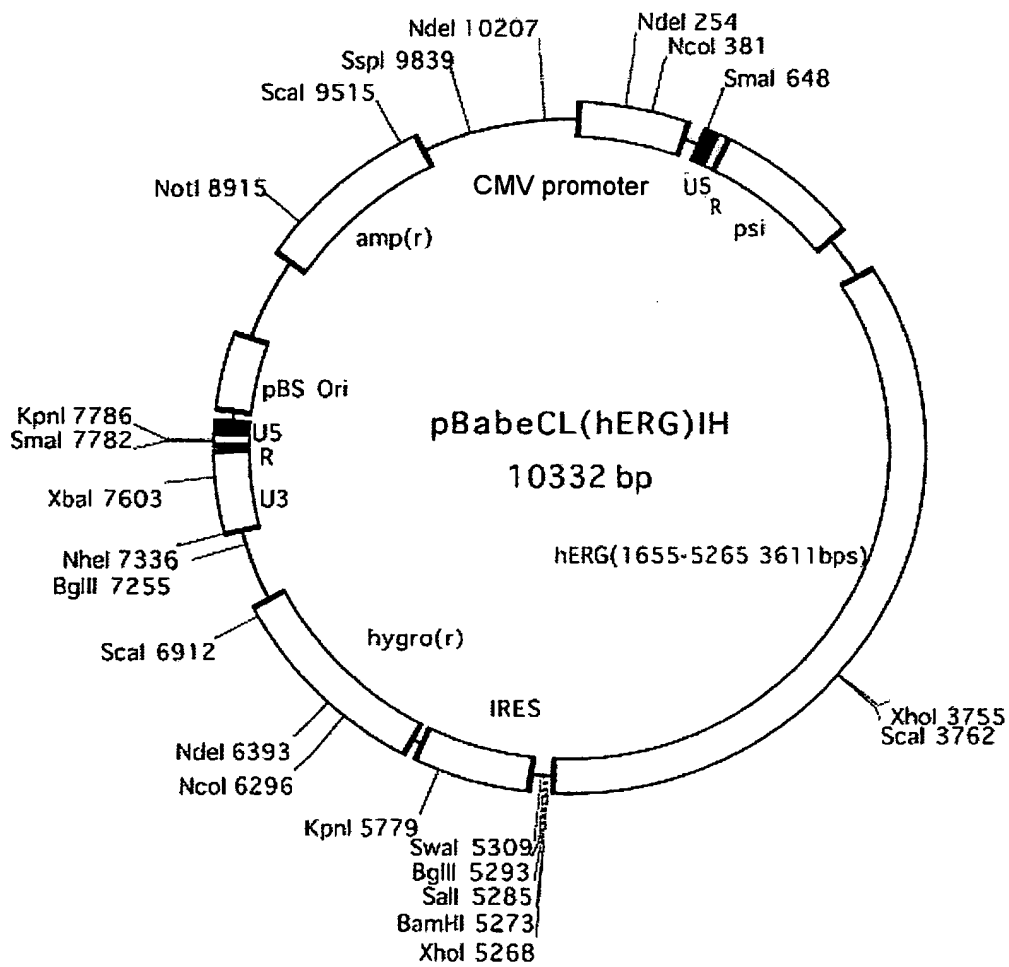 NdeI 10207
NdeI 254
NcoI 381
SspI 9839
SmaI 648
ScaI 9515
NotI 8915
CMV promoter
U5
R
psi
amp(r)
pBS Ori
KpnI 7786
SmaI 7782
U5
R
XbaI 7603
U3
pBabeCL(hERG)IH
10332 bp
hERG(1655-5265 3611bps)
NheI 7336
BglII 7255
ScaI 6912
hygro(r)
IRES
XhoI 3755
ScaI 3762
NdeI 6393
NcoI 6296
KpnI 5779
SwaI 5309
BglII 5293
SalI 5285
BamHI 5273
XhoI 5268